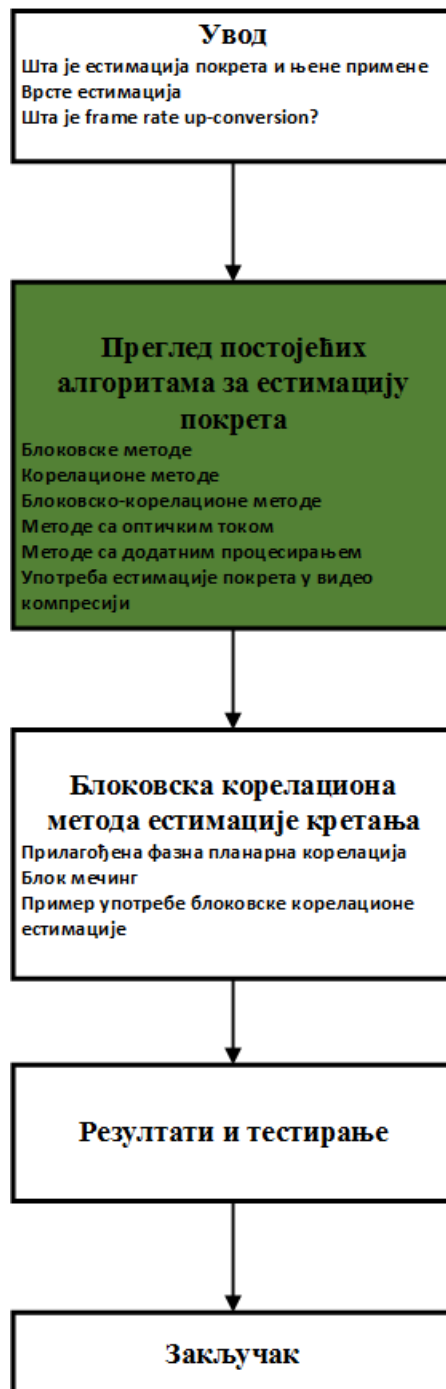 Увод
Шта је естимација покрета и њене примене
Врсте естимација
Шта је frame rate up-conversion?
Преглед постојећих
алгоритама за естимацију
покрета
Блоковске методе
Корелационе методе
Блоковско-корелационе методе
Методе са оптичким током
Методе са додатним процесирањем
Употреба естимације покрета у видео
компресији
Блоковска корелациона
метода естимације кретања
Прилагођена фазна планарна корелација
Блок мечинг
Пример употребе блоковске корелационе
естимације
Резултати и тестирање
Закључак